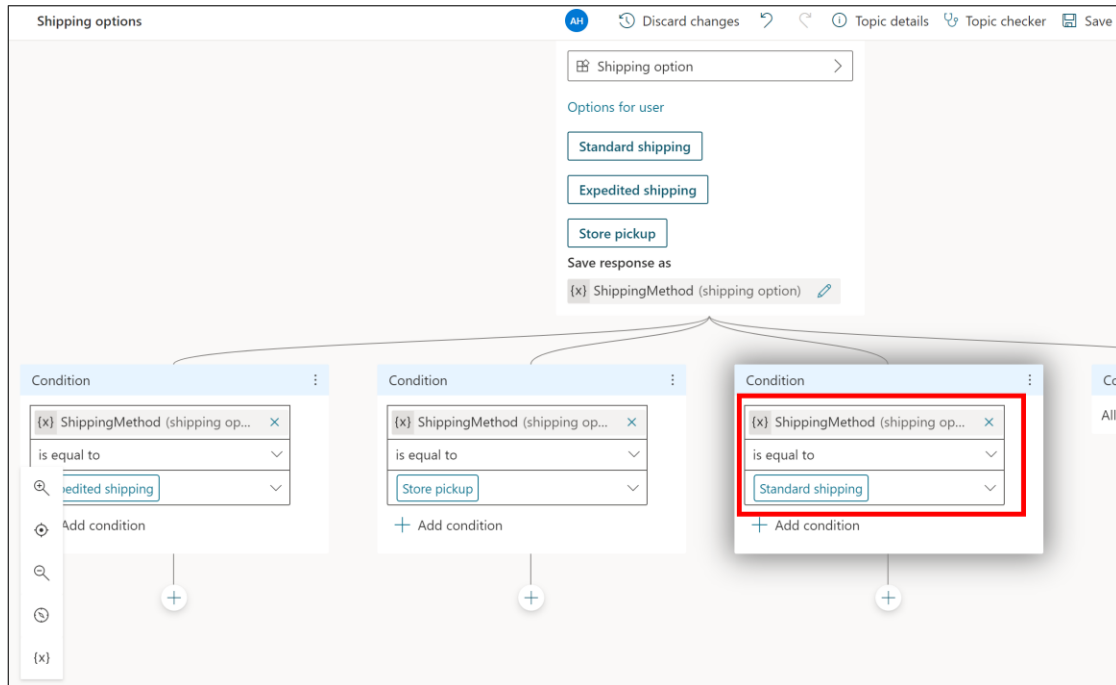 Shipping options
AH Discard changes Topic details Topic checker Save
Shipping option
Options for user
Standard shipping
Expedited shipping
Store pickup
Save response as
{x} ShippingMethod (shipping option)
Condition
{x} ShippingMethod (shipping op...
is equal to
pedited shipping
Add condition
Condition
{x} ShippingMethod (shipping op...
is equal to
Store pickup
Add condition
Condition
{x} ShippingMethod (shipping op...
is equal to
Standard shipping
Add condition
Co
All
{x}